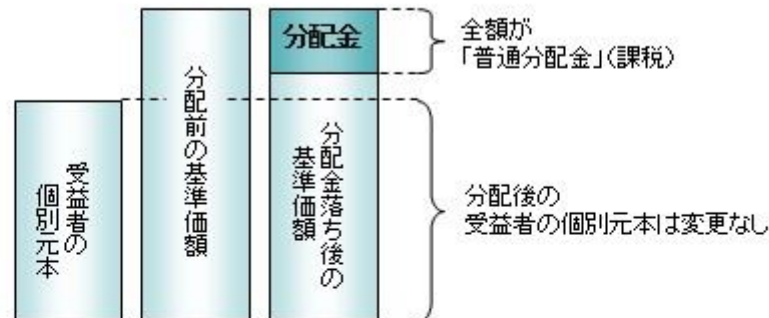 受益者の
個別元本
分配前の基準価額
分配金
分配金落ち後の
基準価額
全額が
「普通分配金」(課税)
分配後の
受益者の個別元本は変更なし